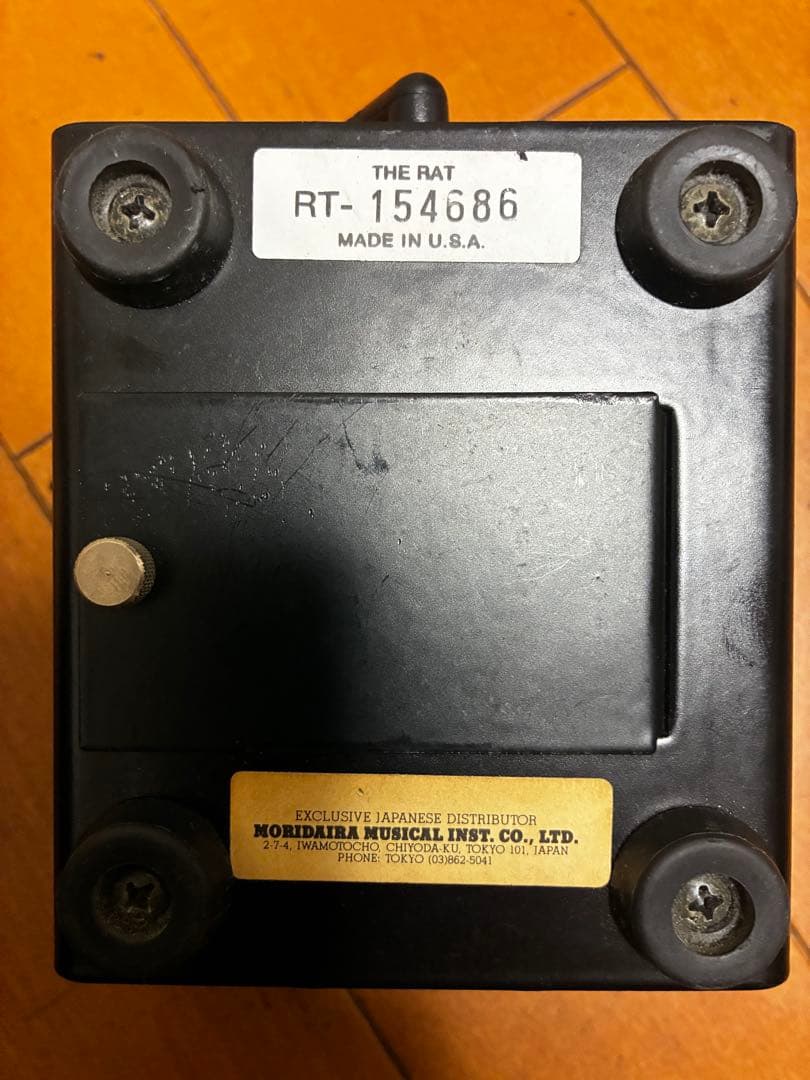 THE RAT
RT- 154686
MADE IN U.S.A.
EXCLUSIVE JAPANESE DISTRIBUTOR
MORIDAIRA MUSICAL INST. CO., LTD.
2-7-4, IWAMOTOCHO, CHIYODA-KU, TOKYO 101, JAPAN
PHONE: TOKYO (03)862-5041